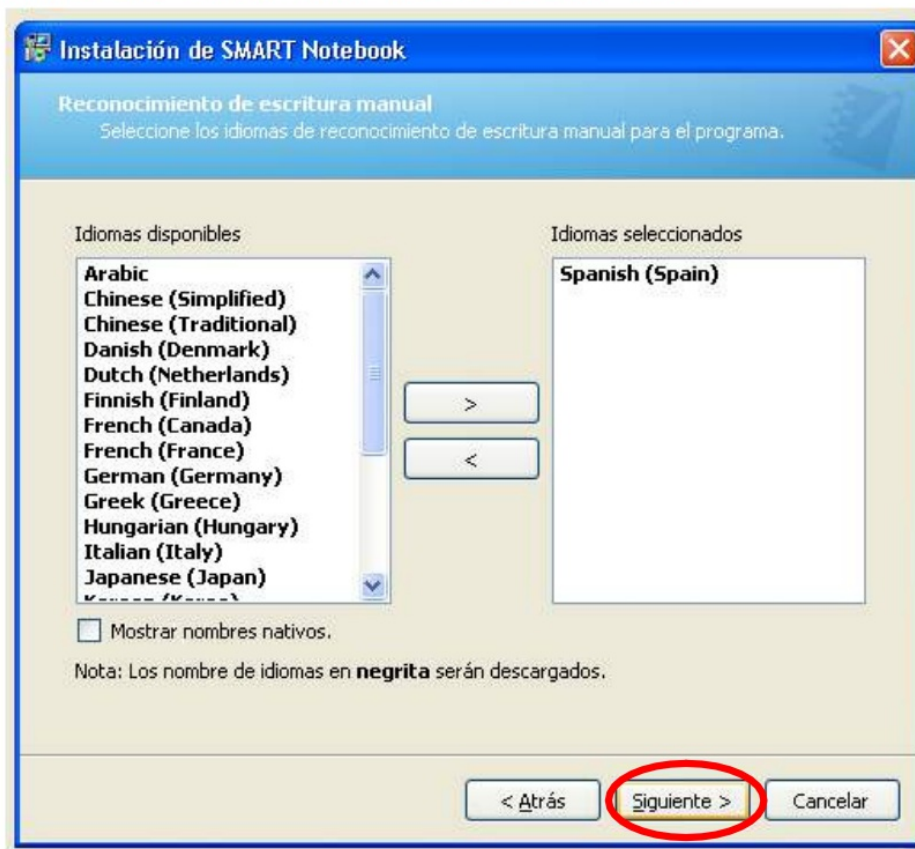 Instalación de SMART Notebook
Reconocimiento de escritura manual
Seleccione los idiomas de reconocimiento de escritura manual para el programa.
Idiomas disponibles
Arabic
Chinese (Simplified)
Chinese (Traditional)
Danish (Denmark)
Dutch (Netherlands)
Finnish (Finland)
French (Canada)
French (France)
German (Germany)
Greek (Greece)
Hungarian (Hungary)
Italian (Italy)
Japanese (Japan)
Korean (Korea)
>
<
Idiomas seleccionados
Spanish (Spain)
Mostrar nombres nativos.
Nota: Los nombre de idiomas en negrita serán descargados.
< Atrás
Siguiente >
Cancelar